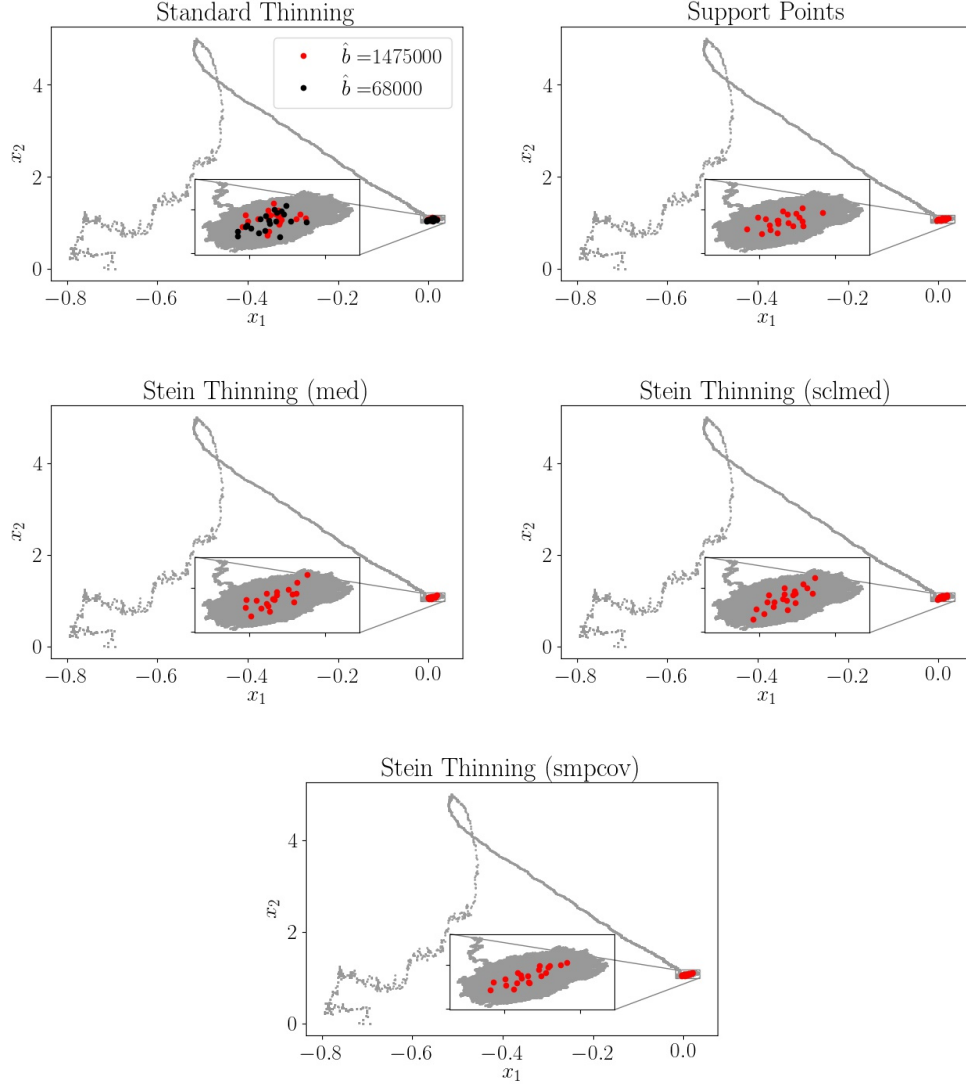 Standard Thinning
b̂ =1475000
b̂ =68000
x₂
4
2
0
−0.8
−0.6
−0.4
−0.2
0.0
x₁
Support Points
x₂
4
2
0
−0.8
−0.6
−0.4
−0.2
0.0
x₁
Stein Thinning (med)
x₂
4
2
0
−0.8
−0.6
−0.4
−0.2
0.0
x₁
Stein Thinning (sclmed)
x₂
4
2
0
−0.8
−0.6
−0.4
−0.2
0.0
x₁
Stein Thinning (smpcov)
x₂
4
2
0
−0.8
−0.6
−0.4
−0.2
0.0
x₁